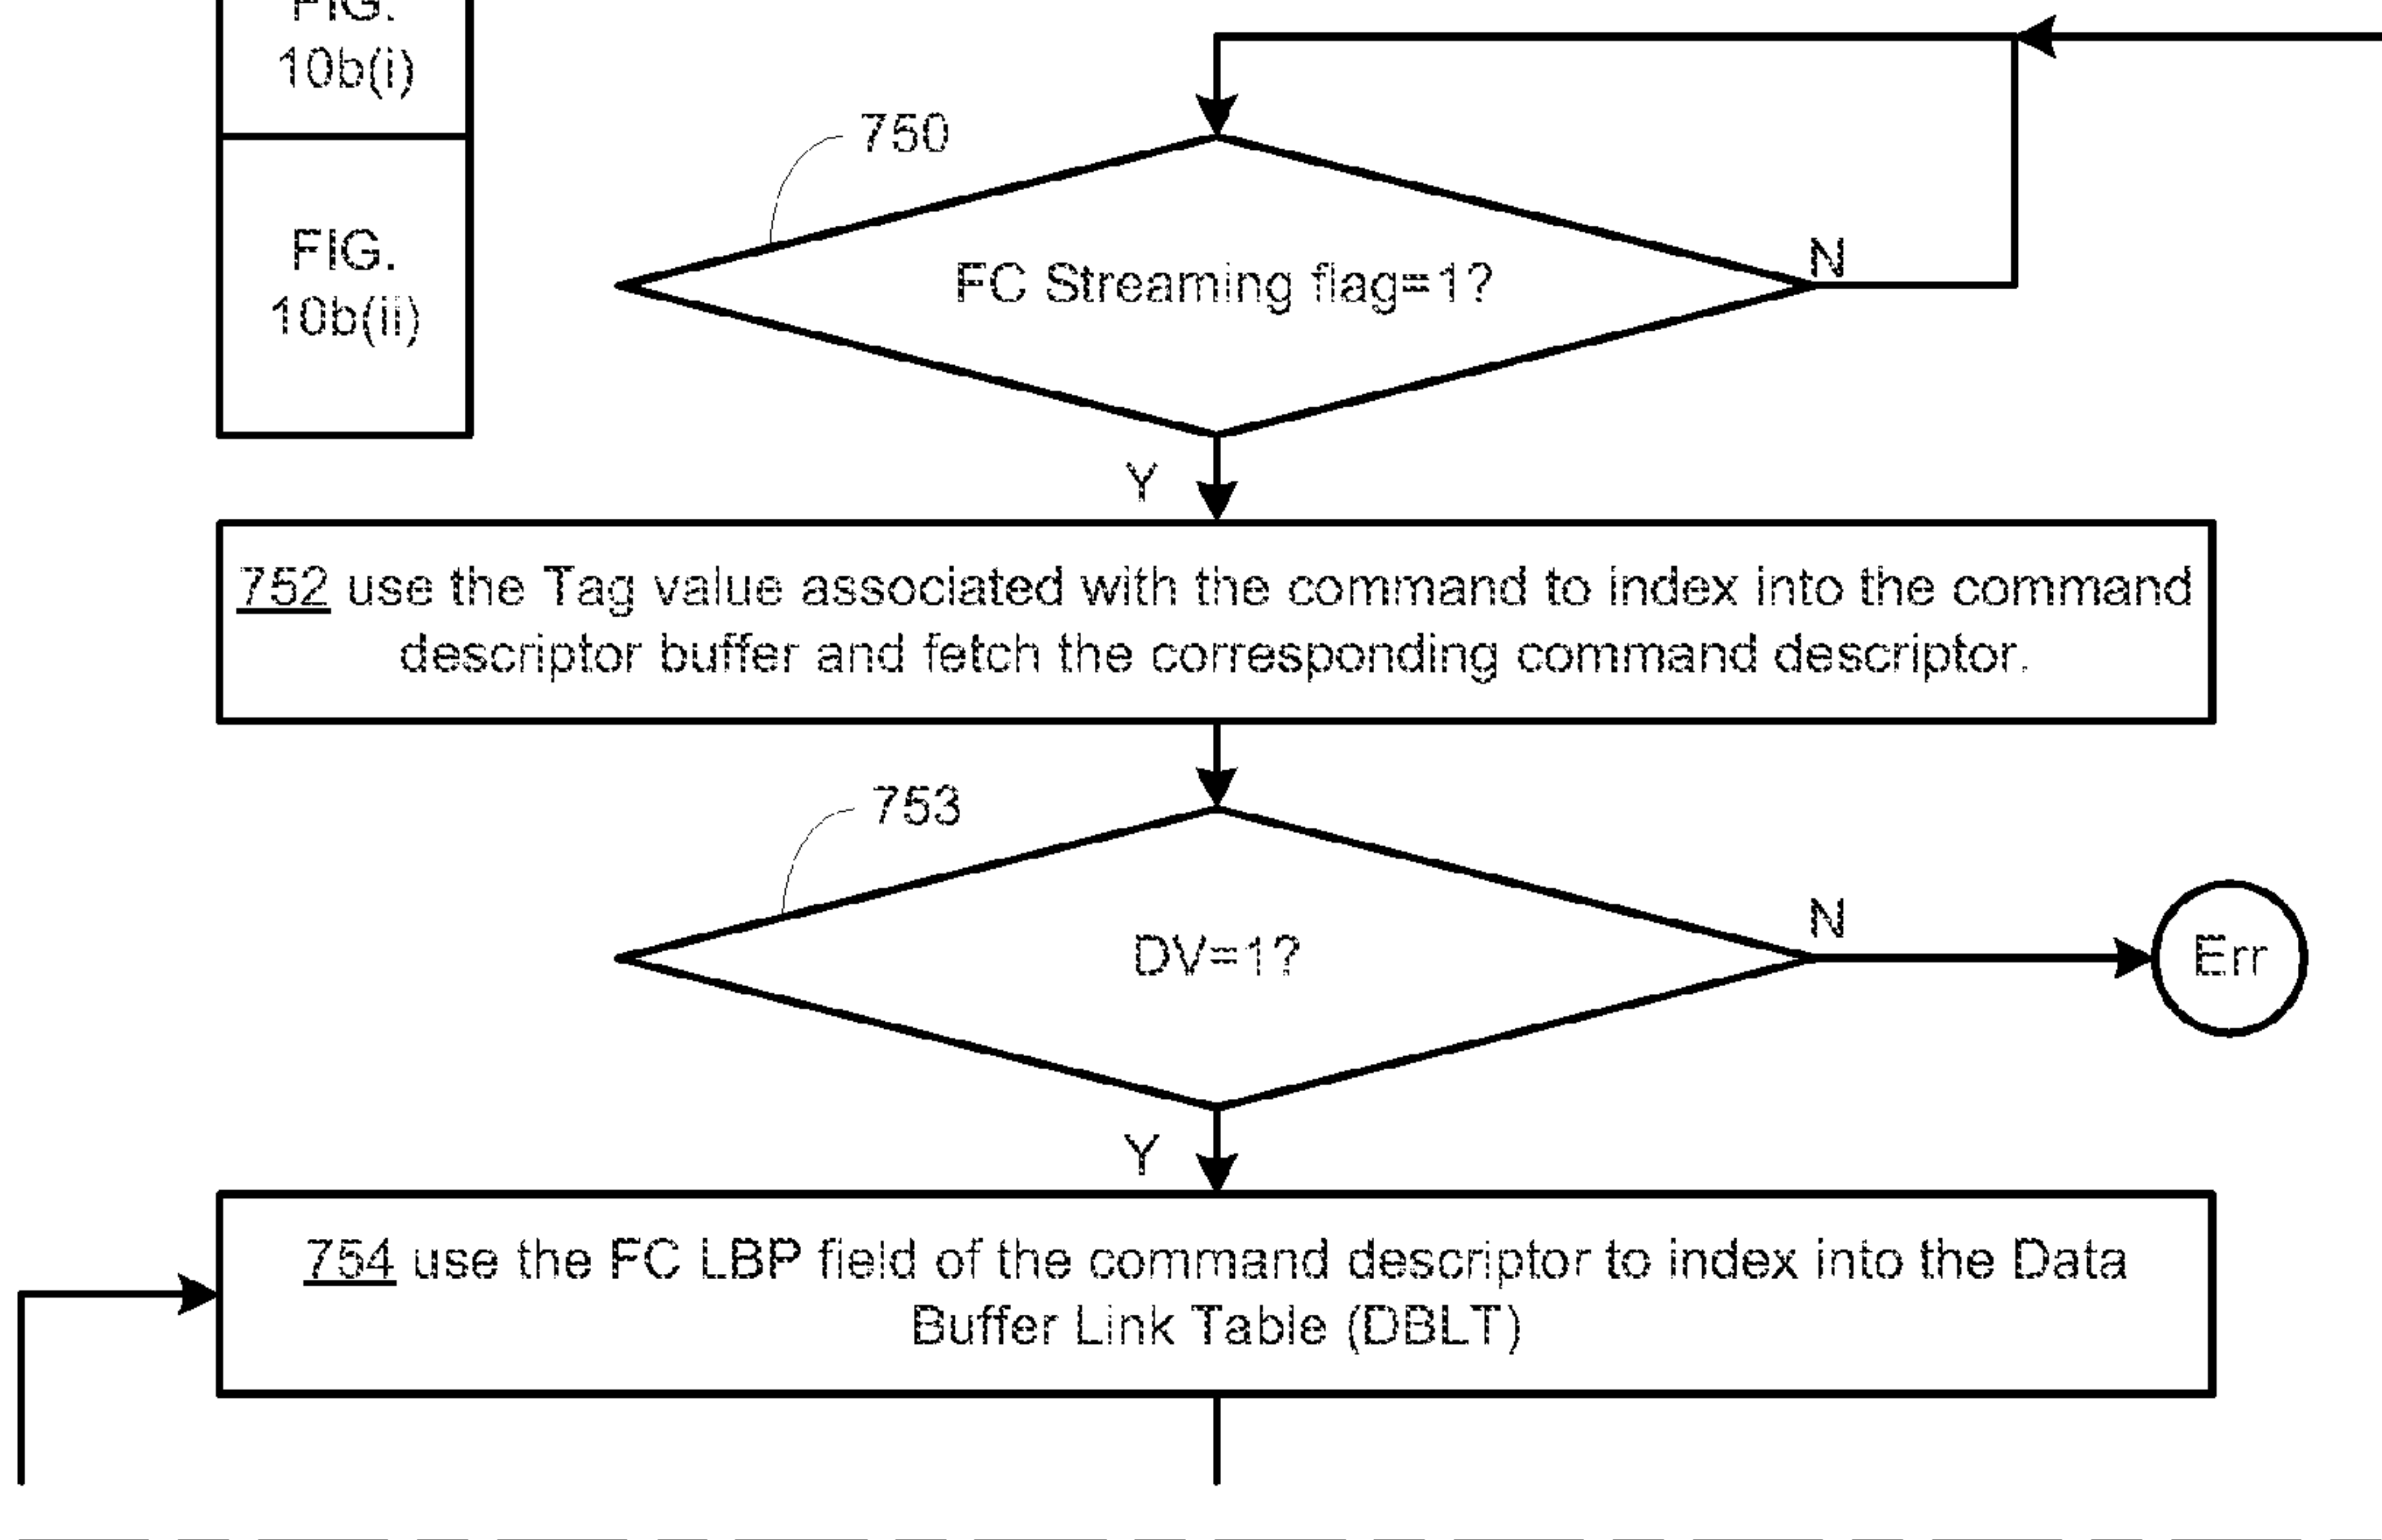 FIG.
10b(i)
FIG.
10b(ii)
750
FC Streaming flag=1?
N
Y
752 use the Tag value associated with the command to index into the command
descriptor buffer and fetch the corresponding command descriptor.
753
DV=1?
N
Err
Y
754 use the FC LBP field of the command descriptor to index into the Data
Buffer Link Table (DBLT)